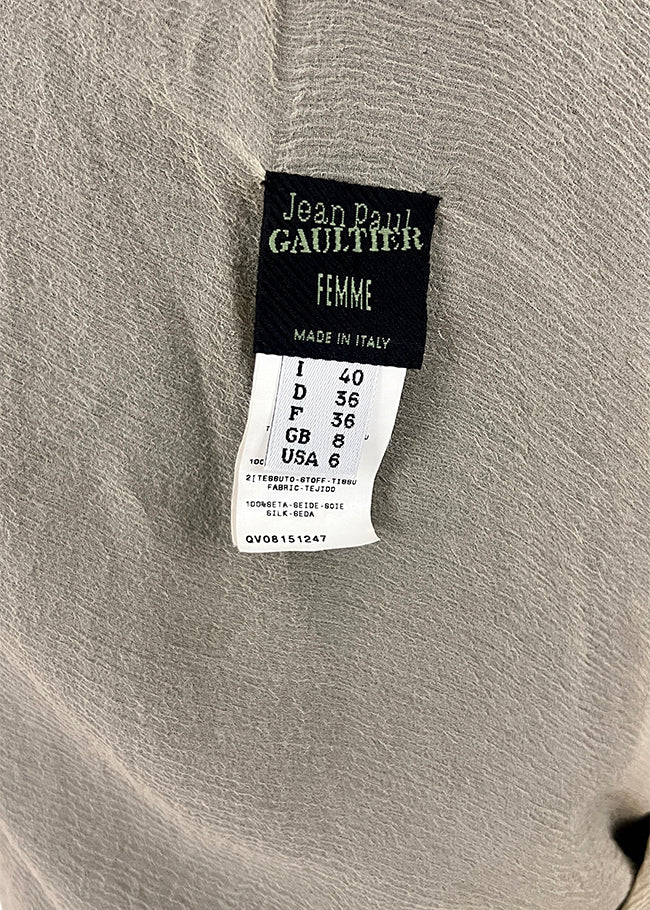 Jean Paul
GAULTIER
FEMME
MADE IN ITALY
I 40
D 36
F 36
GB 8
USA 6
100
2[TESSUTO-STOFF-TISSU
FABRIC-TEJIDO
100%SETA-SEIDE-SOIE
SILK-SEDA
QV08151247